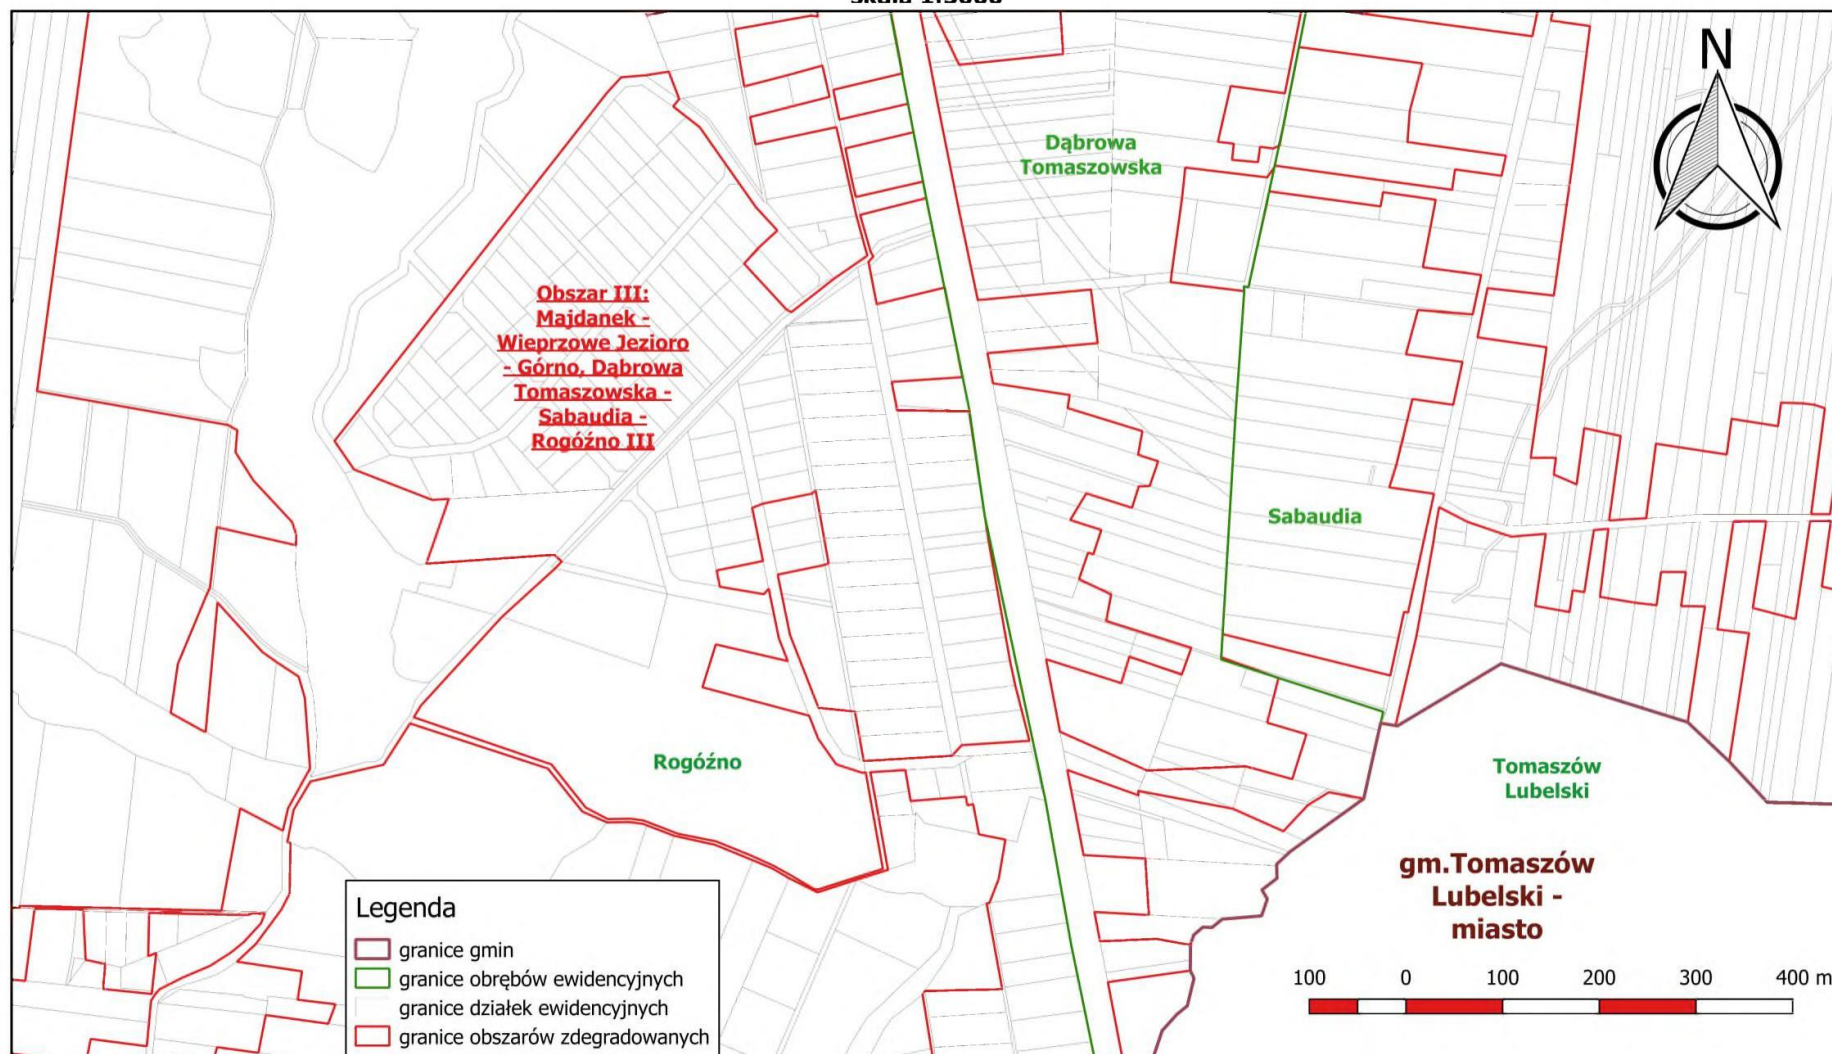 N
Dąbrowa
Tomaszowska
Obszar III:
Majdanek -
Wieprzowe Jezioro
- Górno, Dąbrowa
Tomaszowska -
Sabaudia -
Rogóźno III
Sabaudia
Rogóźno
Tomaszów
Lubelski
gm.Tomaszów
Lubelski -
miasto
Legenda
granice gmin
granice obrębów ewidencyjnych
granice działek ewidencyjnych
granice obszarów zdegradowanych
100 0 100 200 300 400 m